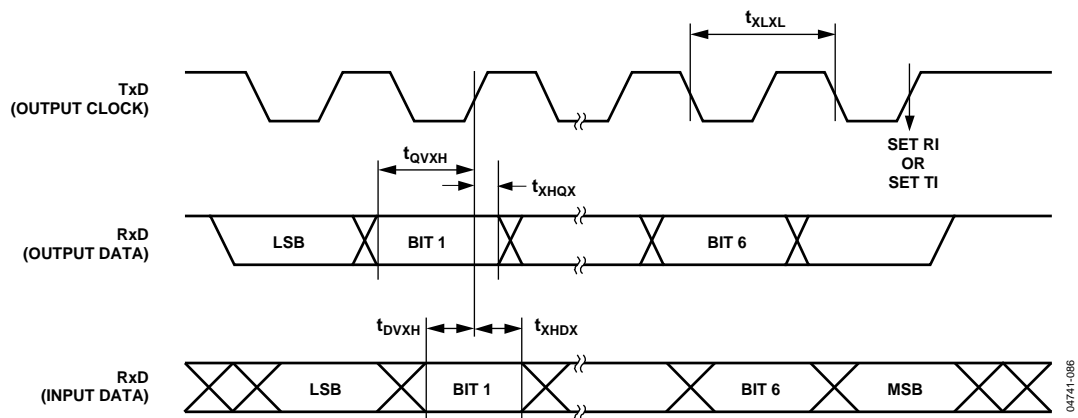 tXLXL
TxD
(OUTPUT CLOCK)
SET RI
OR
SET TI
tQVXH
tXHQX
RxD
(OUTPUT DATA)
LSB
BIT 1
BIT 6
tDVXH
tXHDX
RxD
(INPUT DATA)
LSB
BIT 1
BIT 6
MSB
04741-086